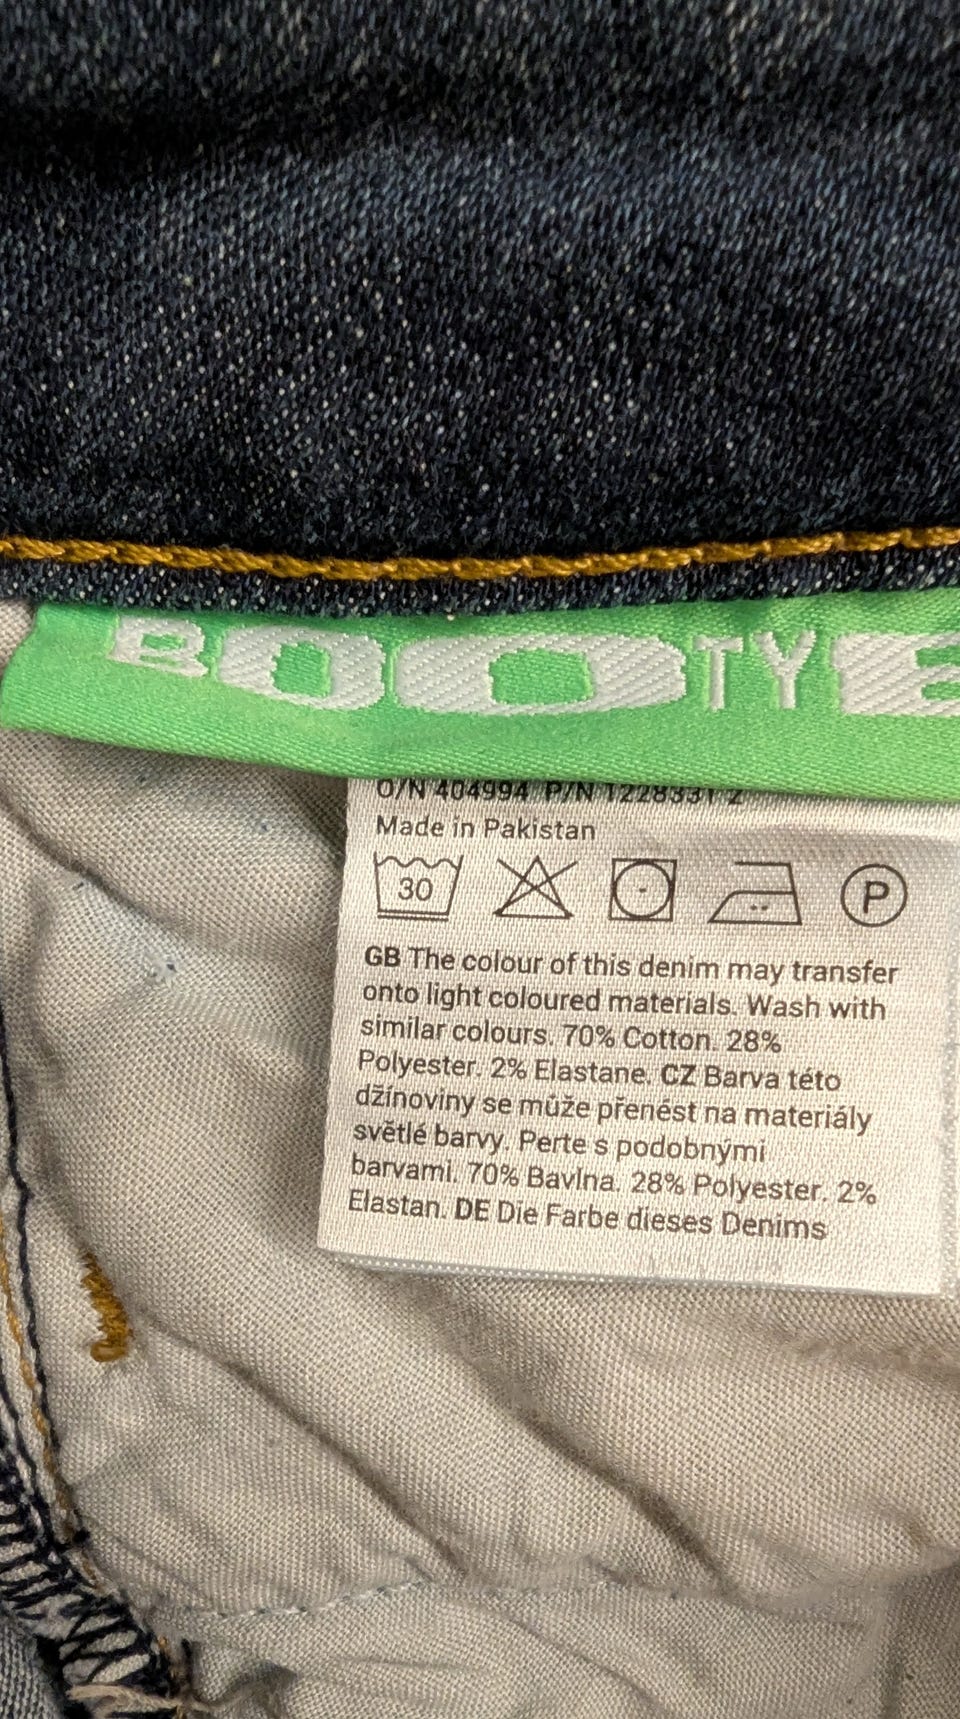 BOOTY
O/N 404994 P/N 1228331 2
Made in Pakistan
30 P
GB The colour of this denim may transfer
onto light coloured materials. Wash with
similar colours. 70% Cotton. 28%
Polyester. 2% Elastane. CZ Barva této
džínoviny se může přenést na materiály
světlé barvy. Perte s podobnými
barvami. 70% Bavlna. 28% Polyester. 2%
Elastan. DE Die Farbe dieses Denims